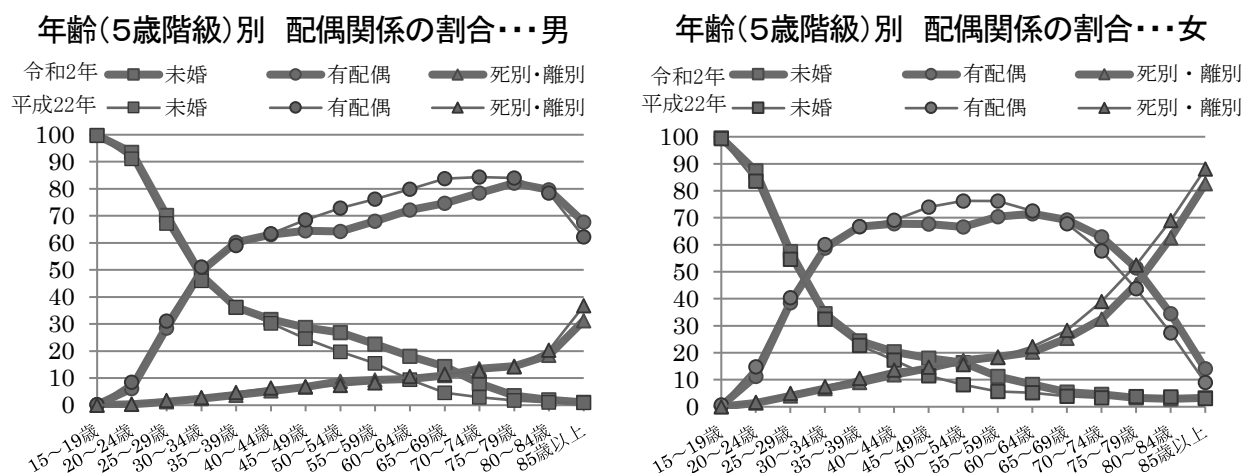 年齢(5歳階級)別 配偶関係の割合･･･男
令和2年 未婚 有配偶 死別・離別
平成22年 未婚 有配偶 死別・離別
100
90
80
70
60
50
40
30
20
10
0
15～19歳
20～24歳
25～29歳
30～34歳
35～39歳
40～44歳
45～49歳
50～54歳
55～59歳
60～64歳
65～69歳
70～74歳
75～79歳
80～84歳
85歳以上
年齢(5歳階級)別 配偶関係の割合･･･女
令和2年 未婚 有配偶 死別・離別
平成22年 未婚 有配偶 死別・離別
100
90
80
70
60
50
40
30
20
10
0
15～19歳
20～24歳
25～29歳
30～34歳
35～39歳
40～44歳
45～49歳
50～54歳
55～59歳
60～64歳
65～69歳
70～74歳
75～79歳
80～84歳
85歳以上